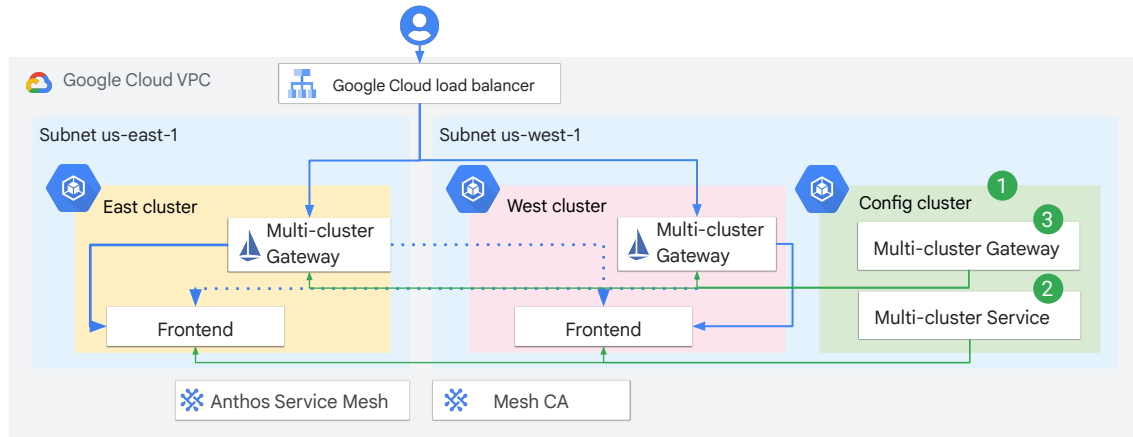 Google Cloud VPC
Google Cloud load balancer
Subnet us-east-1
Subnet us-west-1
East cluster
Multi-cluster
Gateway
Frontend
West cluster
Multi-cluster
Gateway
Frontend
1
Config cluster
3
Multi-cluster Gateway
2
Multi-cluster Service
Anthos Service Mesh
Mesh CA